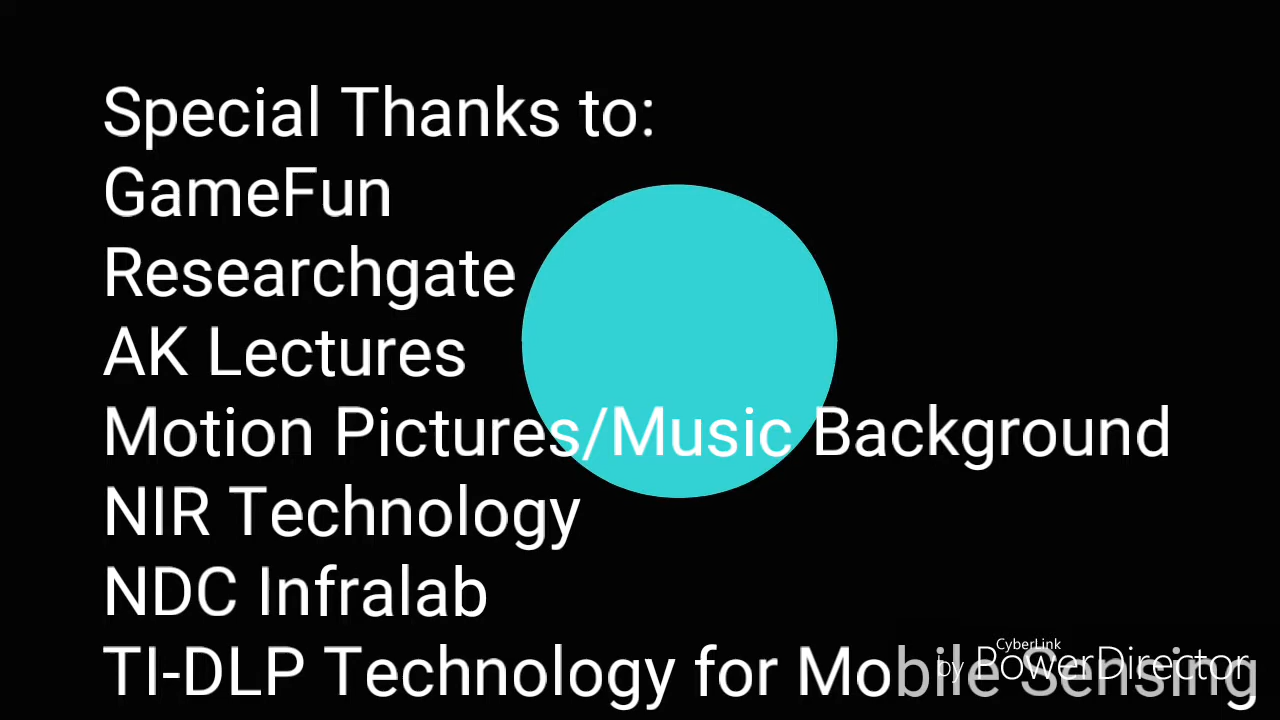 Special Thanks to:
GameFun
Researchgate
AK Lectures
Motion Pictures/Music Background
NIR Technology
NDC Infralab
TI-DLP Technology for Mobile Sensing
CyberLink
by PowerDirector